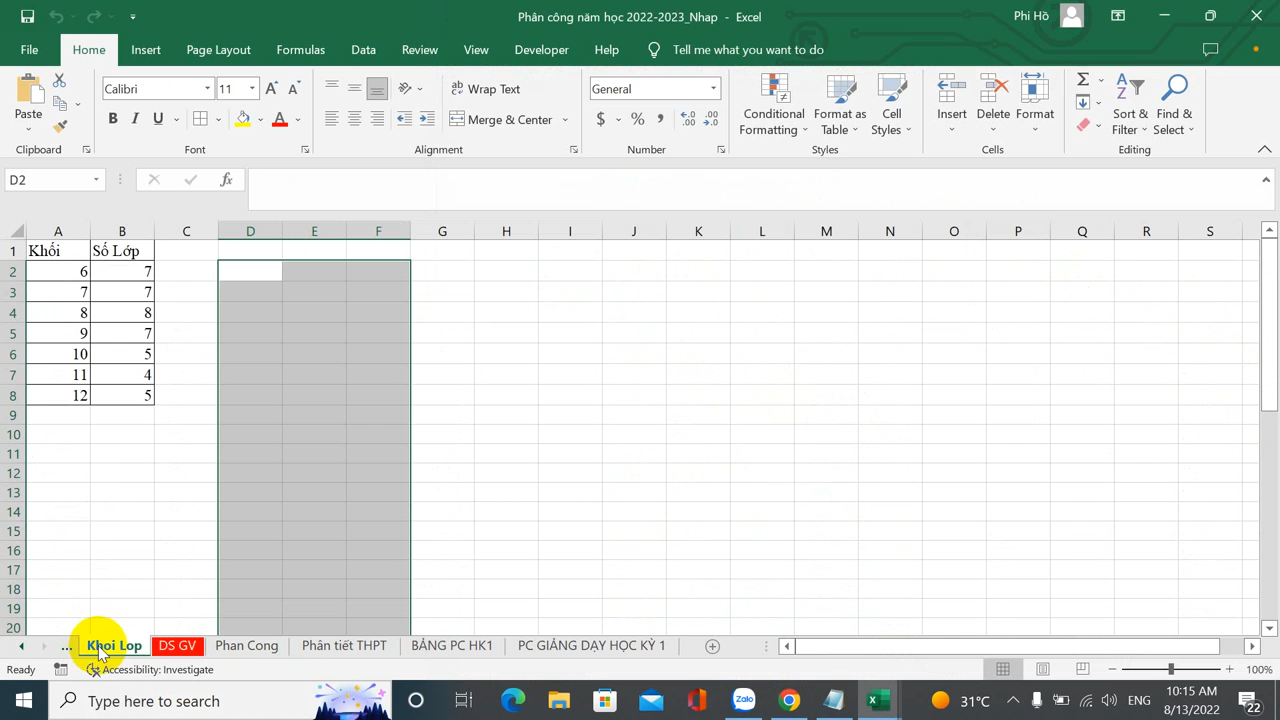 Phân công năm học 2022-2023_Nhap - Excel
Phi Hồ
File Home Insert Page Layout Formulas Data Review View Developer Help Tell me what you want to do
Paste
Calibri 11
B I U A
Wrap Text
Merge & Center
General
$ % ,
Conditional Formatting
Format as Table
Cell Styles
Insert Delete Format
Sort & Filter
Find & Select
Clipboard Font Alignment Number Styles Cells Editing
D2 fx
A B C D E F G H I J K L M N O P Q R S
1 Khối Số Lớp
2 6 7
3 7 7
4 8 8
5 9 7
6 10 5
7 11 4
8 12 5
9
10
11
12
13
14
15
16
17
18
19
20
... Khoi Lop DS GV Phan Cong Phân tiết THPT BẢNG PC HK1 PC GIẢNG DẠY HỌC KỲ 1
Ready Accessibility: Investigate 100%
Type here to search Zalo 31°C ENG 10:15 AM
8/13/2022 22